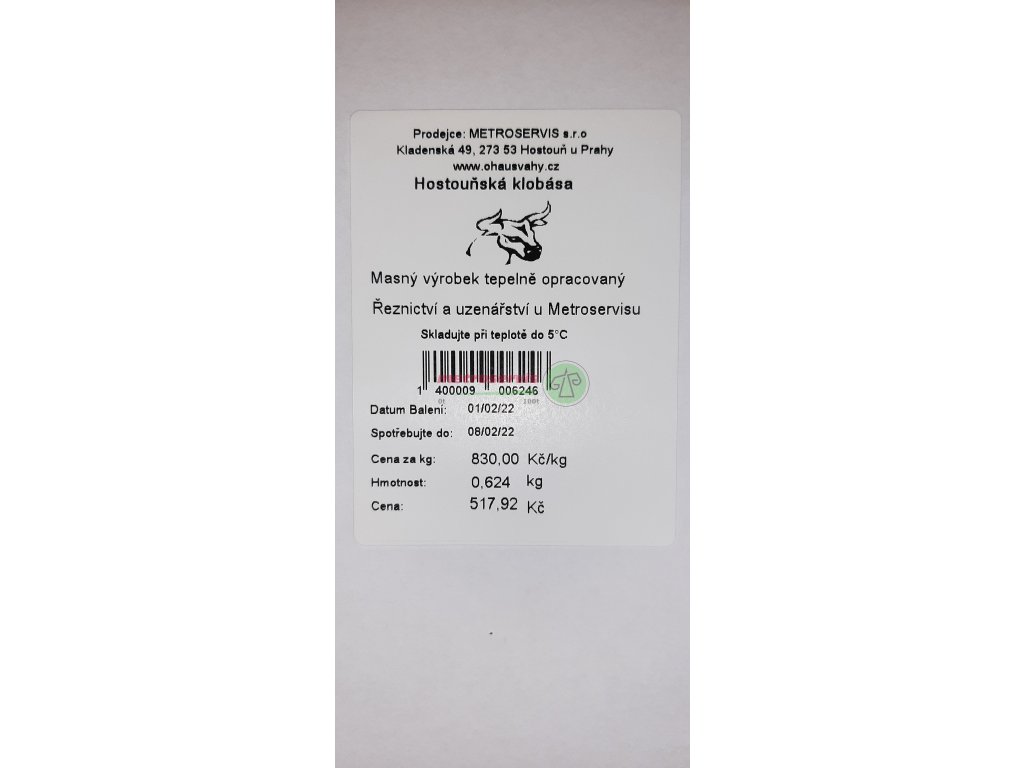 Prodejce: METROSERVIS s.r.o
Kladenská 49, 273 53 Hostouň u Prahy
www.ohausvahy.cz
Hostouňská klobása
Masný výrobek tepelně opracovaný
Řeznictví a uzenářství u Metroservisu
Skladujte při teplotě do 5°C
1 400009 006246
Datum Balení: 01/02/22
Spotřebujte do: 08/02/22
Cena za kg: 830,00 Kč/kg
Hmotnost: 0,624 kg
Cena: 517,92 Kč